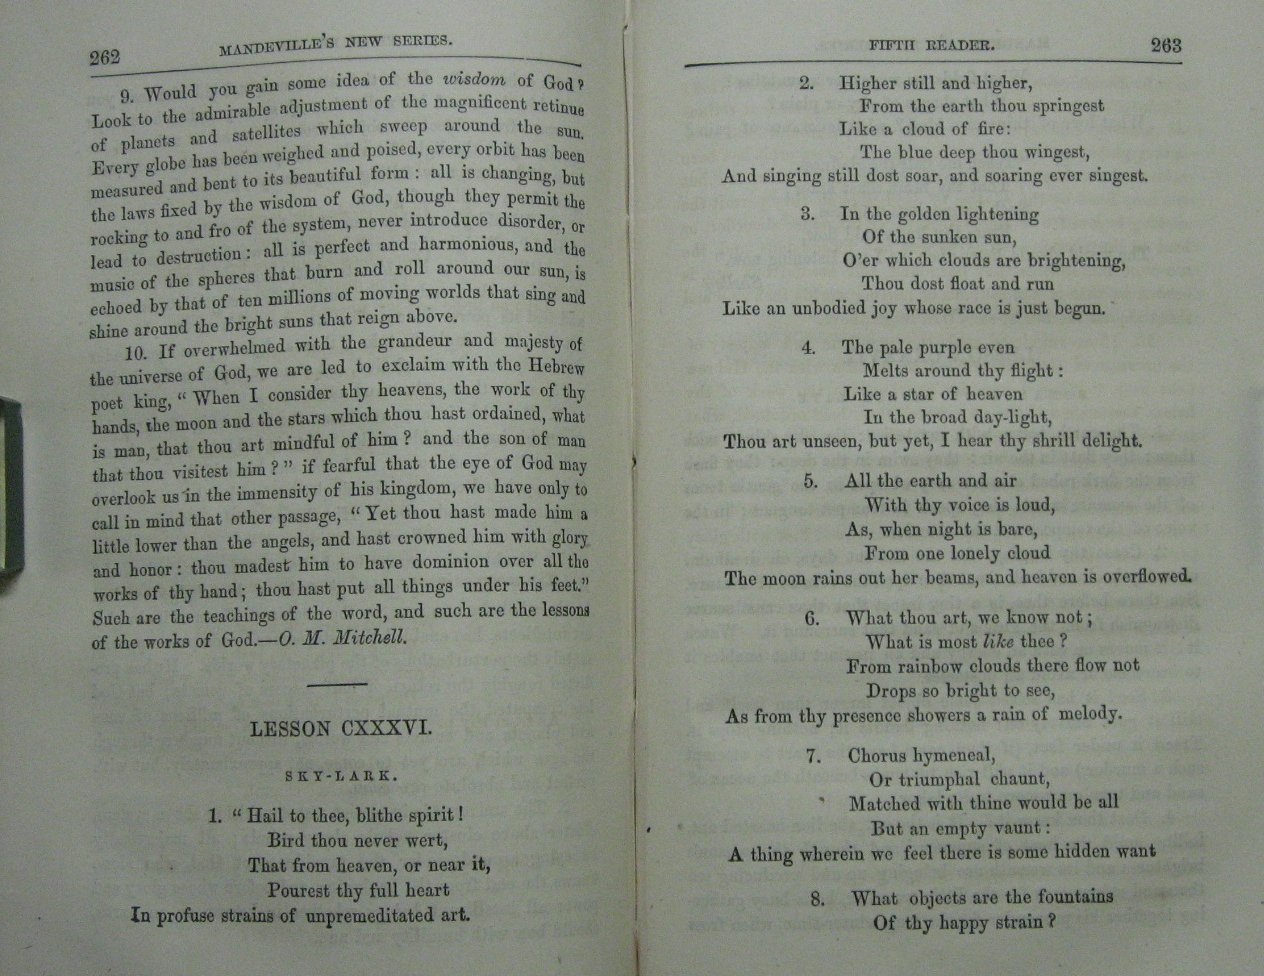 262
MANDEVILLE'S NEW SERIES.
9. Would you gain some idea of the wisdom of God?
Look to the admirable adjustment of the magnificent retinue
of planets and satellites which sweep around the sun.
Every globe has been weighed and poised, every orbit has been
measured and bent to its beautiful form : all is changing, but
the laws fixed by the wisdom of God, though they permit the
rocking to and fro of the system, never introduce disorder, or
lead to destruction : all is perfect and harmonious, and the
music of the spheres that burn and roll around our sun, is
echoed by that of ten millions of moving worlds that sing and
shine around the bright suns that reign above.
10. If overwhelmed with the grandeur and majesty of
the universe of God, we are led to exclaim with the Hebrew
poet king, “ When I consider thy heavens, the work of thy
hands, the moon and the stars which thou hast ordained, what
is man, that thou art mindful of him ? and the son of man
that thou visitest him ? ” if fearful that the eye of God may
overlook us in the immensity of his kingdom, we have only to
call in mind that other passage, “ Yet thou hast made him a
little lower than the angels, and hast crowned him with glory
and honor : thou madest him to have dominion over all the
works of thy hand ; thou hast put all things under his feet.”
Such are the teachings of the word, and such are the lessons
of the works of God.—O. M. Mitchell.
LESSON CXXXVI.
SKY-LARK.
1. “ Hail to thee, blithe spirit !
Bird thou never wert,
That from heaven, or near it,
Pourest thy full heart
In profuse strains of unpremeditated art.
FIFTH READER.
263
2. Higher still and higher,
From the earth thou springest
Like a cloud of fire:
The blue deep thou wingest,
And singing still dost soar, and soaring ever singest.
3. In the golden lightening
Of the sunken sun,
O'er which clouds are brightening,
Thou dost float and run
Like an unbodied joy whose race is just begun.
4. The pale purple even
Melts around thy flight :
Like a star of heaven
In the broad day-light,
Thou art unseen, but yet, I hear thy shrill delight.
5. All the earth and air
With thy voice is loud,
As, when night is bare,
From one lonely cloud
The moon rains out her beams, and heaven is overflowed.
6. What thou art, we know not ;
What is most like thee ?
From rainbow clouds there flow not
Drops so bright to see,
As from thy presence showers a rain of melody.
7. Chorus hymeneal,
Or triumphal chaunt,
Matched with thine would be all
But an empty vaunt :
A thing wherein we feel there is some hidden want
8. What objects are the fountains
Of thy happy strain ?